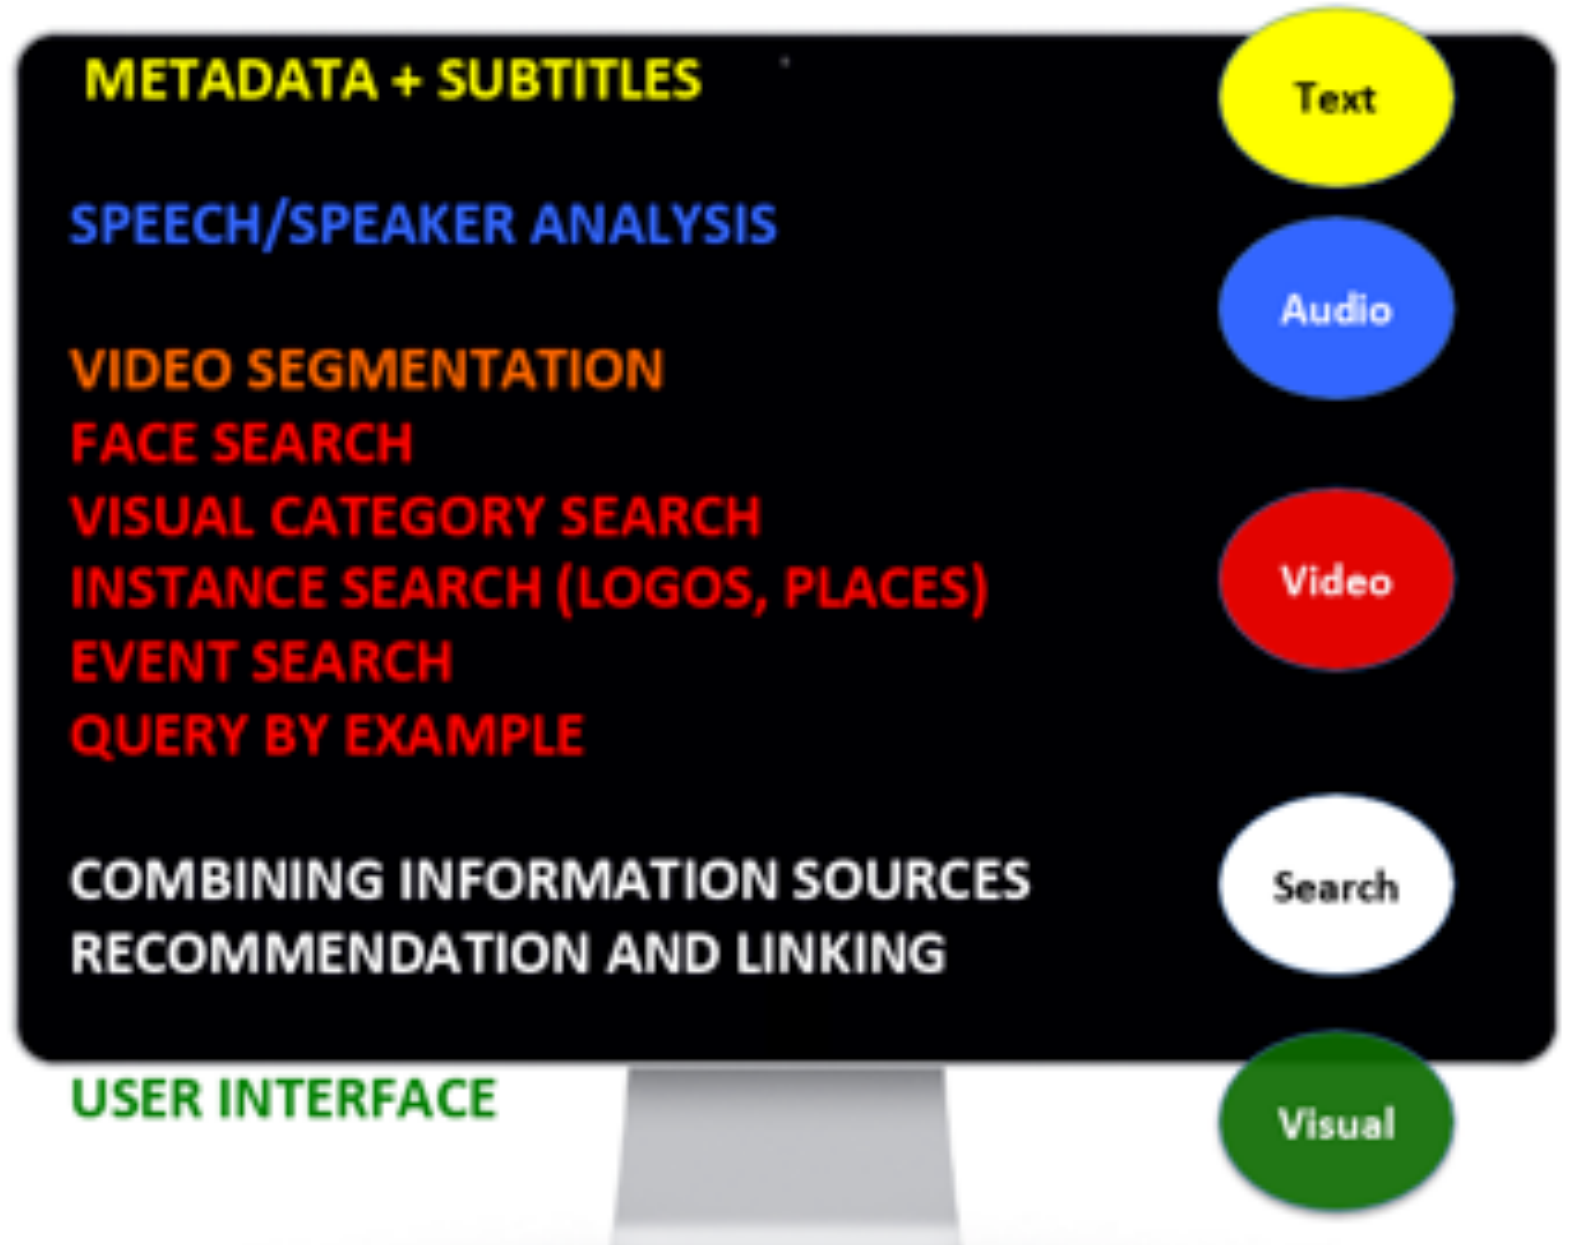 METADATA + SUBTITLES
Text
SPEECH/SPEAKER ANALYSIS
Audio
VIDEO SEGMENTATION
FACE SEARCH
VISUAL CATEGORY SEARCH
INSTANCE SEARCH (LOGOS, PLACES)
Video
EVENT SEARCH
QUERY BY EXAMPLE
COMBINING INFORMATION SOURCES
Search
RECOMMENDATION AND LINKING
USER INTERFACE
Visual